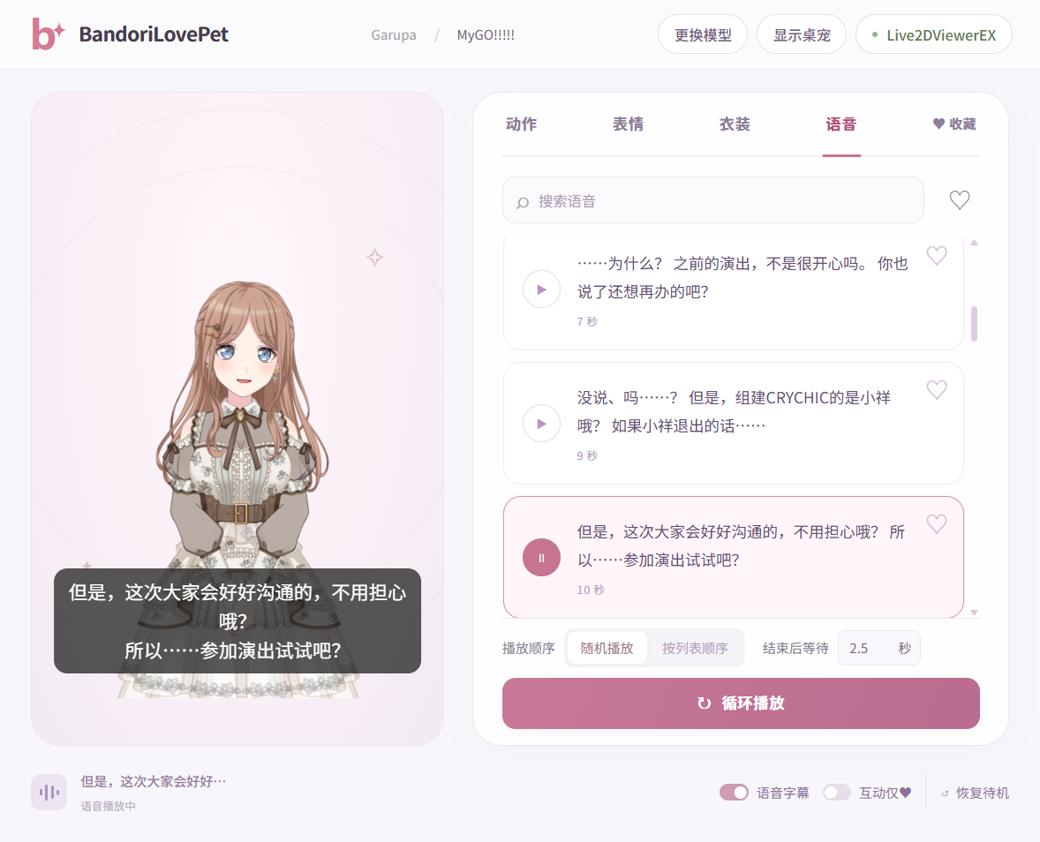 b BandoriLovePet
Garupa / MyGO!!!!!
更换模型
显示桌宠
Live2DViewerEX
动作
表情
衣装
语音
♥ 收藏
搜索语音
……为什么？ 之前的演出，不是很开心吗。 你也
说了还想再办的吧？
7 秒
没说、吗……？ 但是，组建CRYCHIC的是小祥
哦？ 如果小祥退出的话……
9 秒
但是，这次大家会好好沟通的，不用担心哦？ 所
以……参加演出试试吧？
10 秒
但是，这次大家会好好沟通的，不用担心
哦？
所以……参加演出试试吧？
播放顺序
随机播放
按列表顺序
结束后等待
2.5 秒
↻ 循环播放
但是，这次大家会好好…
语音播放中
语音字幕
互动仅♥
↺ 恢复待机